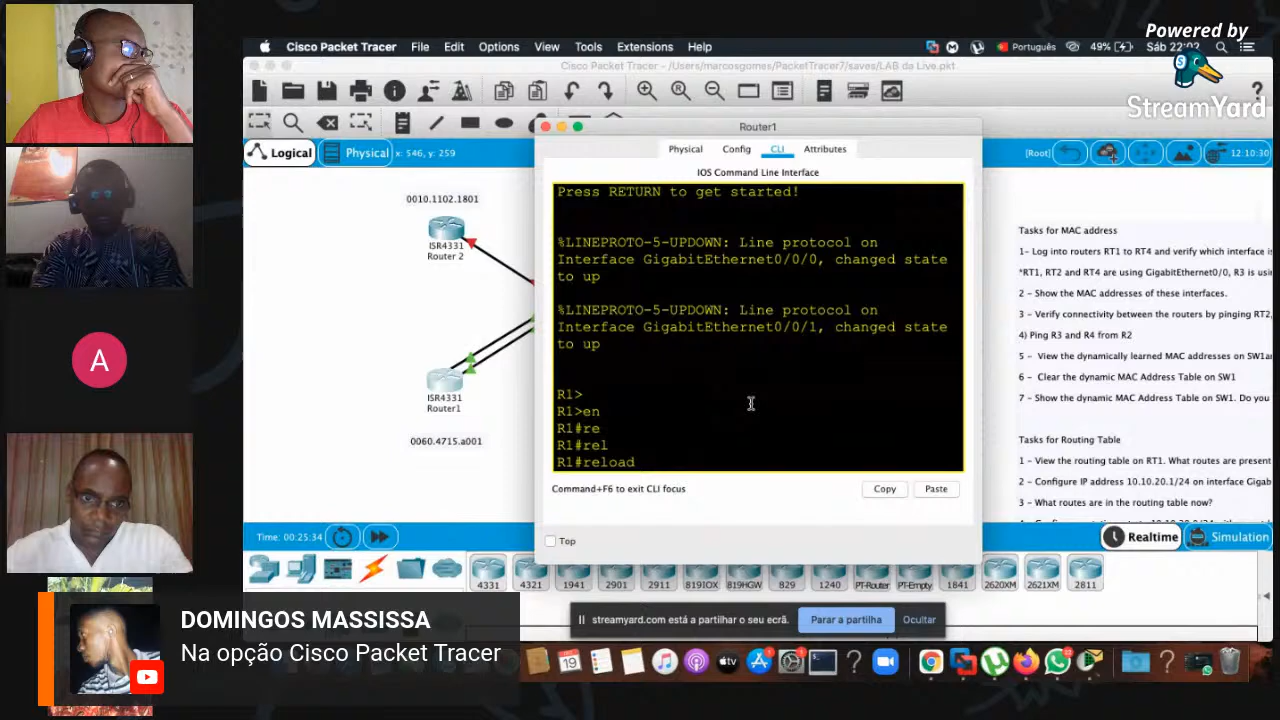 Powered by
StreamYard
Cisco Packet Tracer File Edit View Options View Tools Extensions Help
Português 49% Sáb 22:02
Cisco Packet Tracer - /Users/marcosgomes/PacketTracer7/saves/LAB da Live.pkt
Logical Physical x: 546, y: 259
[Root] 12:10:30
Router1
Physical Config CLI Attributes
IOS Command Line Interface
Press RETURN to get started!
%LINEPROTO-5-UPDOWN: Line protocol on
Interface GigabitEthernet0/0/0, changed state
to up
%LINEPROTO-5-UPDOWN: Line protocol on
Interface GigabitEthernet0/0/1, changed state
to up
R1>
R1>en
R1#re
R1#rel
R1#reload
Command+F6 to exit CLI focus
Copy Paste
Top
0010.1102.1801
ISR4331
Router 2
ISR4331
Router1
0060.4715.a001
Tasks for MAC address
1- Log into routers RT1 to RT4 and verify which interface is
*RT1, RT2 and RT4 are using GigabitEthernet0/0, R3 is usi
2 - Show the MAC addresses of these interfaces.
3 - Verify connectivity between the routers by pinging RT2,
4) Ping R3 and R4 from R2
5 - View the dynamically learned MAC addresses on SW1
6 - Clear the dynamic MAC Address Table on SW1
7 - Show the dynamic MAC Address Table on SW1. Do you
Tasks for Routing Table
1 - View the routing table on RT1. What routes are present
2 - Configure IP address 10.10.20.1/24 on interface Gigab
3 - What routes are in the routing table now?
Time: 00:25:34
Realtime Simulation
4331 4321 1941 2901 2911 819IOX 819HGW 829 1240 PT-Router PT-Empty 1841 2620XM 2621XM 2811
streamyard.com está a partilhar o seu ecrã. Parar a partilha Ocultar
A
DOMINGOS MASSISSA
Na opção Cisco Packet Tracer
19